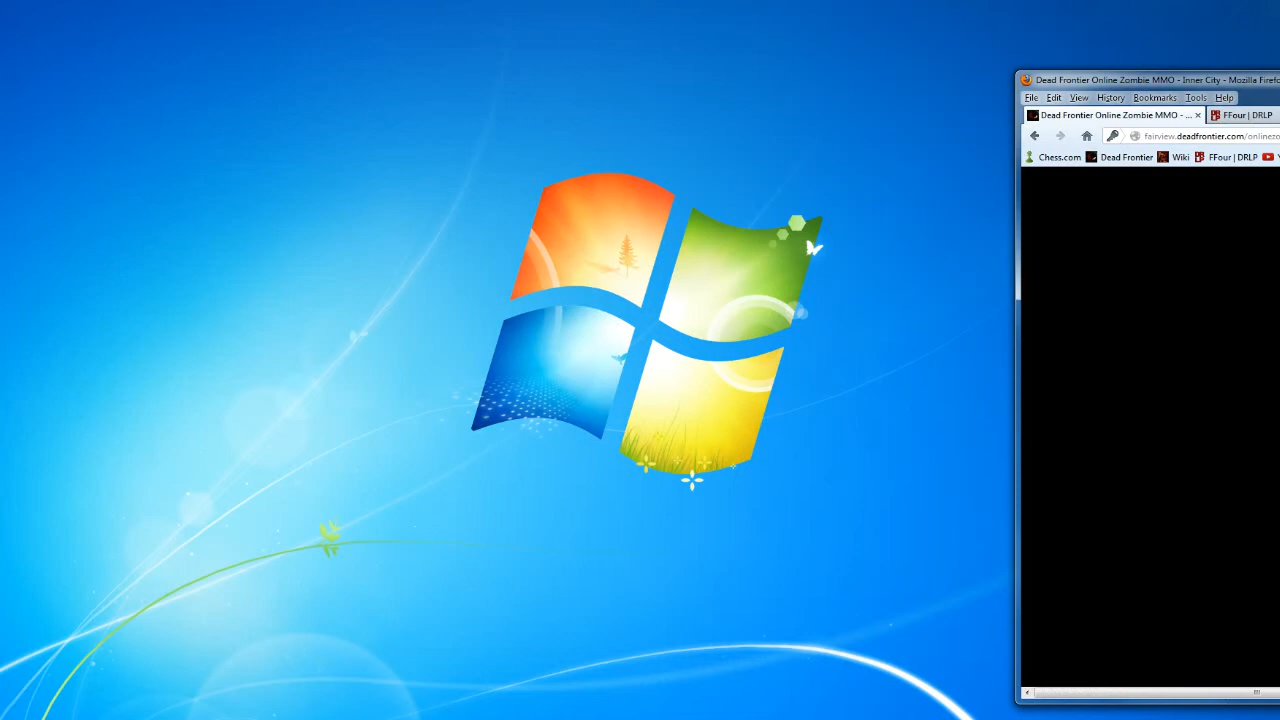 Dead Frontier Online Zombie MMO - Inner City - Mozilla Firefo
File Edit View History Bookmarks Tools Help
Dead Frontier Online Zombie MMO - ... × FFour | DRLP
fairview.deadfrontier.com/onlinezo
Chess.com Dead Frontier Wiki FFour | DRLP Y